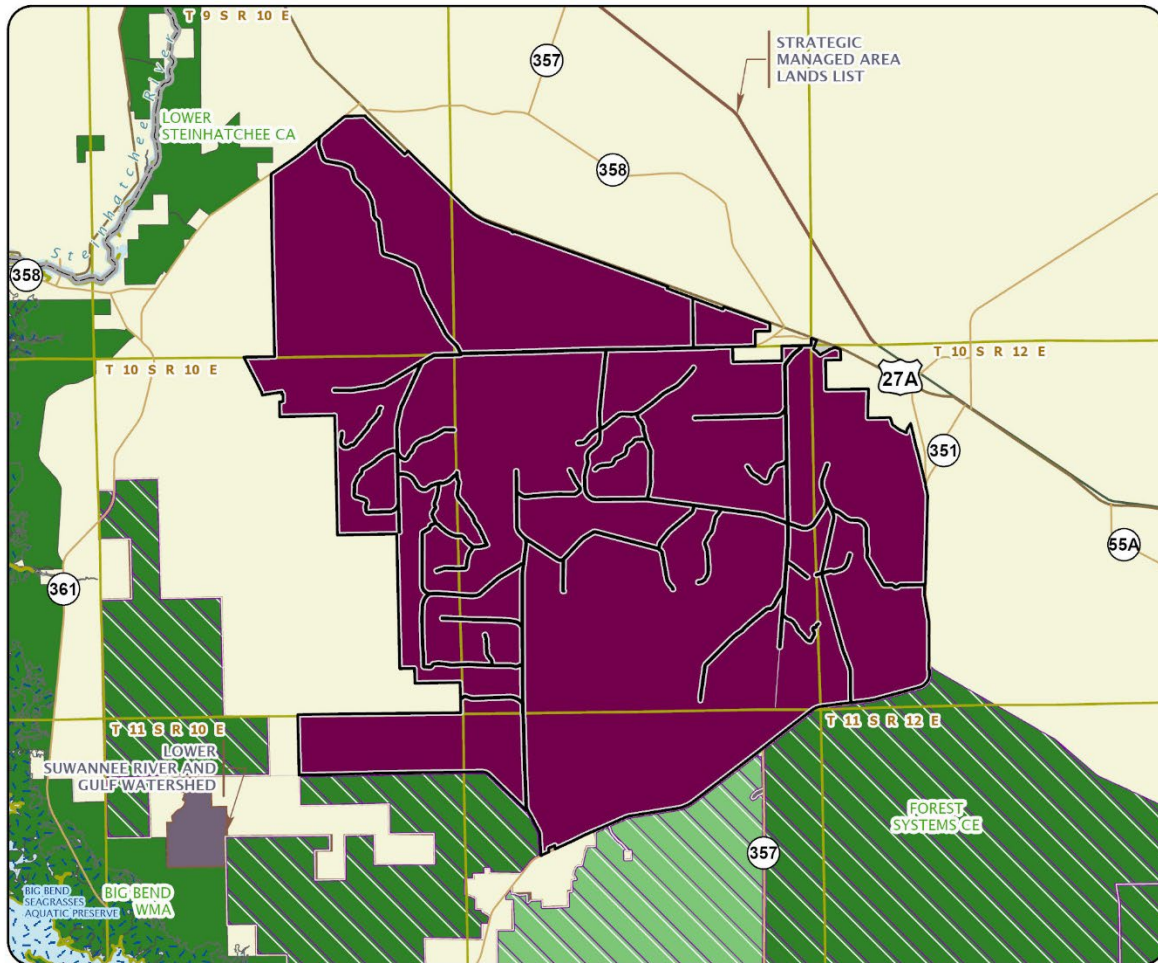 T 9 S R 10 E
357
STRATEGIC
MANAGED AREA
LANDS LIST
LOWER
STEINHATCHEE CA
Steinhatchee River
358
358
T 10 S R 10 E
T 10 S R 12 E
27A
351
55A
361
T 11 S R 10 E
T 11 S R 12 E
LOWER
SUWANNEE RIVER AND
GULF WATERSHED
FOREST
SYSTEMS CE
357
BIG BEND
SEAGRASSES
AQUATIC PRESERVE
BIG BEND
WMA